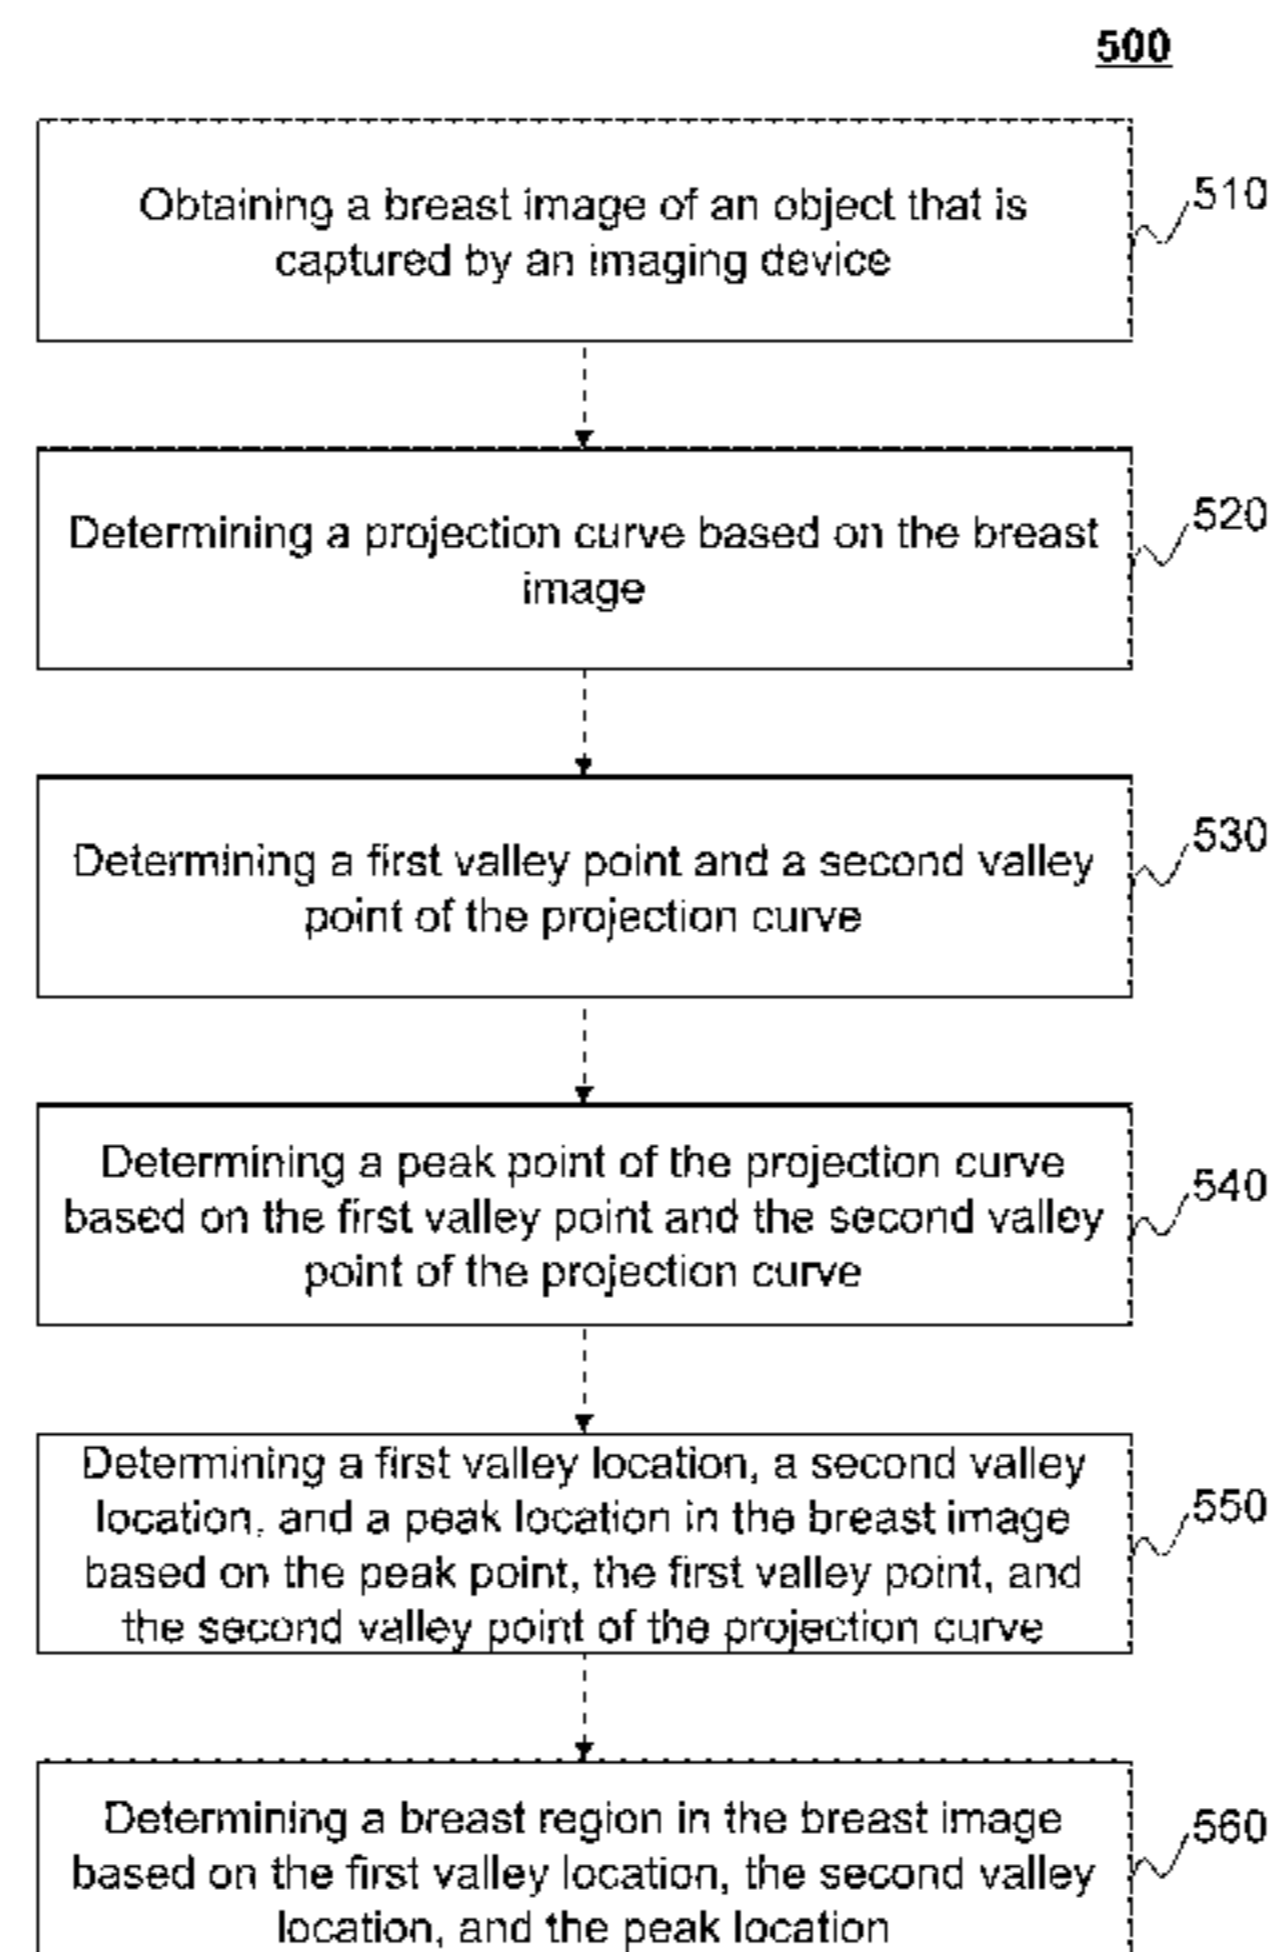 500
Obtaining a breast image of an object that is
captured by an imaging device
510
Determining a projection curve based on the breast
image
520
Determining a first valley point and a second valley
point of the projection curve
530
Determining a peak point of the projection curve
based on the first valley point and the second valley
point of the projection curve
540
Determining a first valley location, a second valley
location, and a peak location in the breast image
based on the peak point, the first valley point, and
the second valley point of the projection curve
550
Determining a breast region in the breast image
based on the first valley location, the second valley
location, and the peak location
560